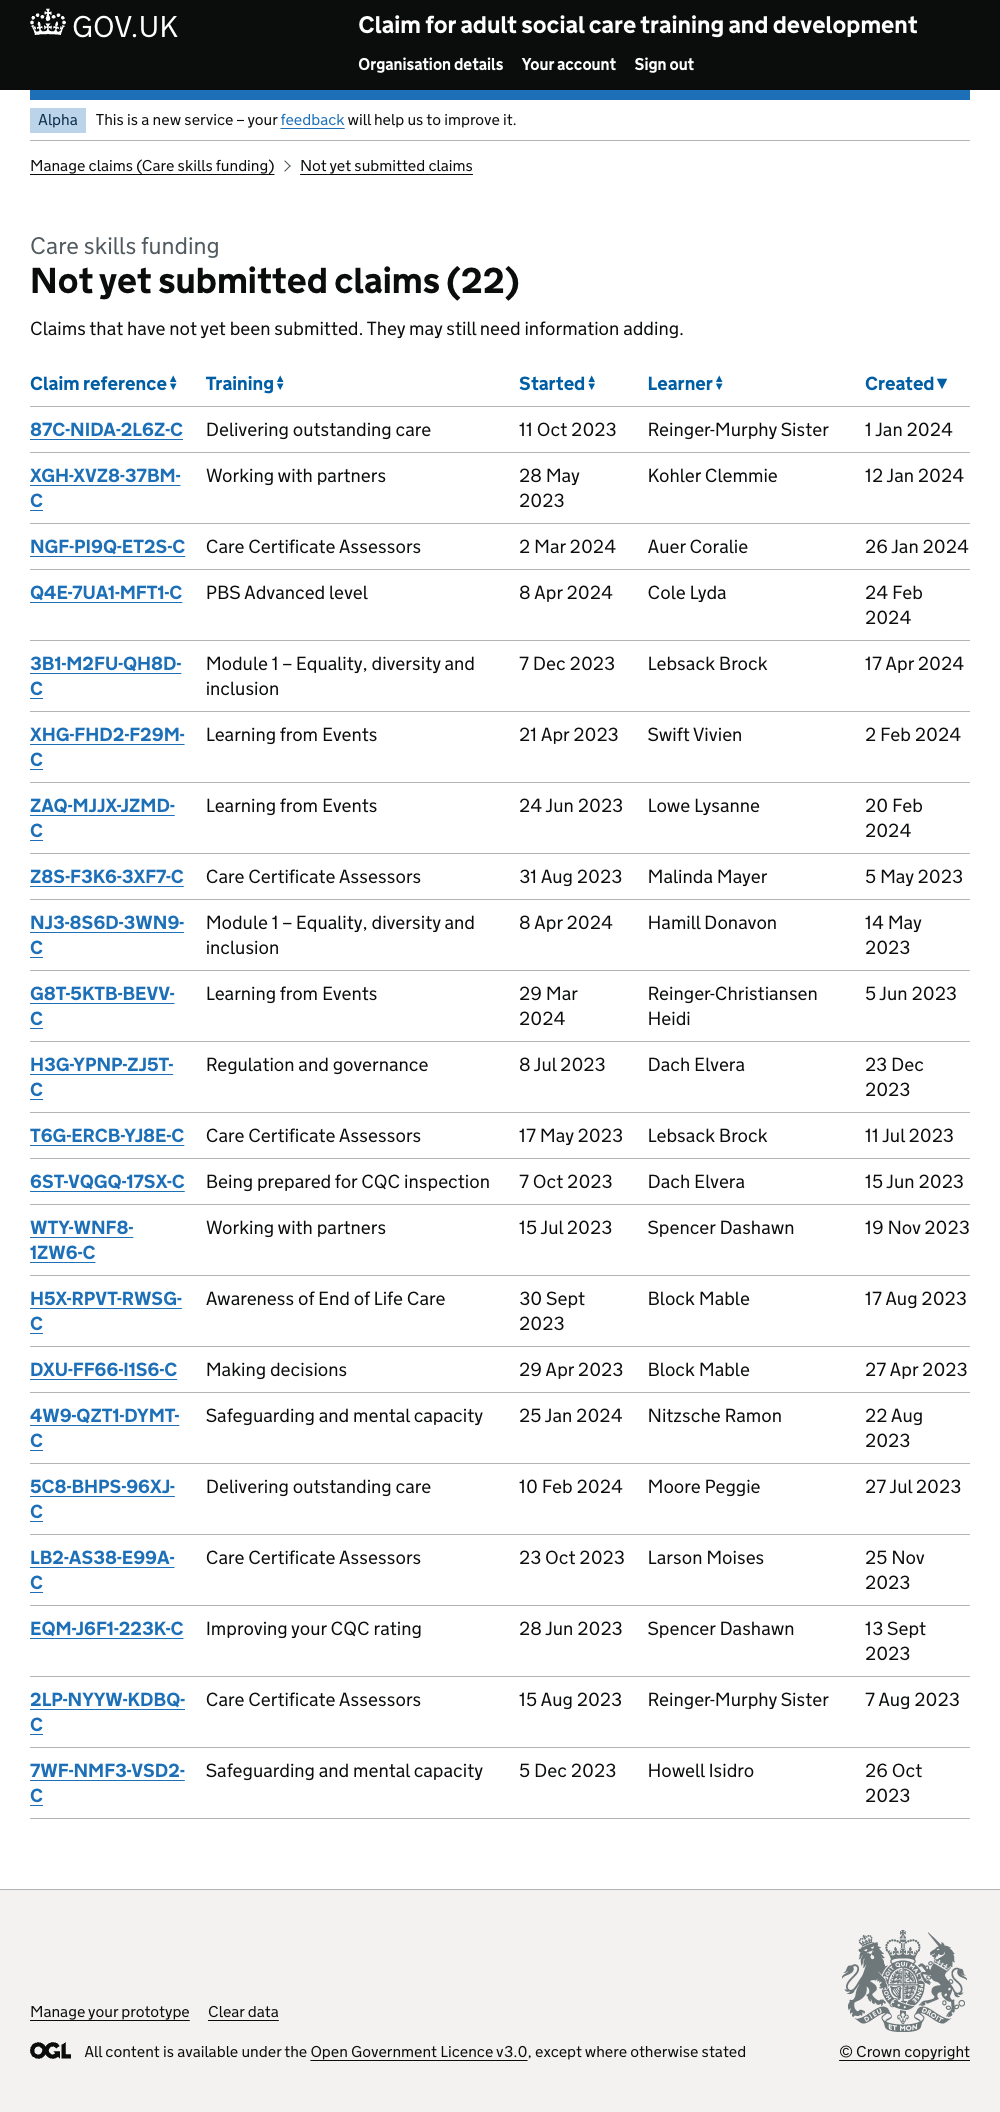 GOV.UK
Claim for adult social care training and development
Organisation details Your account Sign out
Alpha This is a new service – your feedback will help us to improve it.
Manage claims (Care skills funding) > Not yet submitted claims
Care skills funding
Not yet submitted claims (22)
Claims that have not yet been submitted. They may still need information adding.
Claim reference Training Started Learner Created
87C-NIDA-2L6Z-C Delivering outstanding care 11 Oct 2023 Reinger-Murphy Sister 1 Jan 2024
XGH-XVZ8-37BM- Working with partners 28 May Kohler Clemmie 12 Jan 2024
C 2023
NGF-PI9Q-ET2S-C Care Certificate Assessors 2 Mar 2024 Auer Coralie 26 Jan 2024
Q4E-7UA1-MFT1-C PBS Advanced level 8 Apr 2024 Cole Lyda 24 Feb
2024
3B1-M2FU-QH8D- Module 1 – Equality, diversity and 7 Dec 2023 Lebsack Brock 17 Apr 2024
C inclusion
XHG-FHD2-F29M- Learning from Events 21 Apr 2023 Swift Vivien 2 Feb 2024
C
ZAQ-MJJX-JZMD- Learning from Events 24 Jun 2023 Lowe Lysanne 20 Feb
C 2024
Z8S-F3K6-3XF7-C Care Certificate Assessors 31 Aug 2023 Malinda Mayer 5 May 2023
NJ3-8S6D-3WN9- Module 1 – Equality, diversity and 8 Apr 2024 Hamill Donavon 14 May
C inclusion 2023
G8T-5KTB-BEVV- Learning from Events 29 Mar Reinger-Christiansen 5 Jun 2023
C 2024 Heidi
H3G-YPNP-ZJ5T- Regulation and governance 8 Jul 2023 Dach Elvera 23 Dec
C 2023
T6G-ERCB-YJ8E-C Care Certificate Assessors 17 May 2023 Lebsack Brock 11 Jul 2023
6ST-VQGQ-17SX-C Being prepared for CQC inspection 7 Oct 2023 Dach Elvera 15 Jun 2023
WTY-WNF8- Working with partners 15 Jul 2023 Spencer Dashawn 19 Nov 2023
1ZW6-C
H5X-RPVT-RWSG- Awareness of End of Life Care 30 Sept Block Mable 17 Aug 2023
C 2023
DXU-FF66-I1S6-C Making decisions 29 Apr 2023 Block Mable 27 Apr 2023
4W9-QZT1-DYMT- Safeguarding and mental capacity 25 Jan 2024 Nitzsche Ramon 22 Aug
C 2023
5C8-BHPS-96XJ- Delivering outstanding care 10 Feb 2024 Moore Peggie 27 Jul 2023
C
LB2-AS38-E99A- Care Certificate Assessors 23 Oct 2023 Larson Moises 25 Nov
C 2023
EQM-J6F1-223K-C Improving your CQC rating 28 Jun 2023 Spencer Dashawn 13 Sept
2023
2LP-NYYW-KDBQ- Care Certificate Assessors 15 Aug 2023 Reinger-Murphy Sister 7 Aug 2023
C
7WF-NMF3-VSD2- Safeguarding and mental capacity 5 Dec 2023 Howell Isidro 26 Oct
C 2023
Manage your prototype Clear data
OGL All content is available under the Open Government Licence v3.0, except where otherwise stated
© Crown copyright